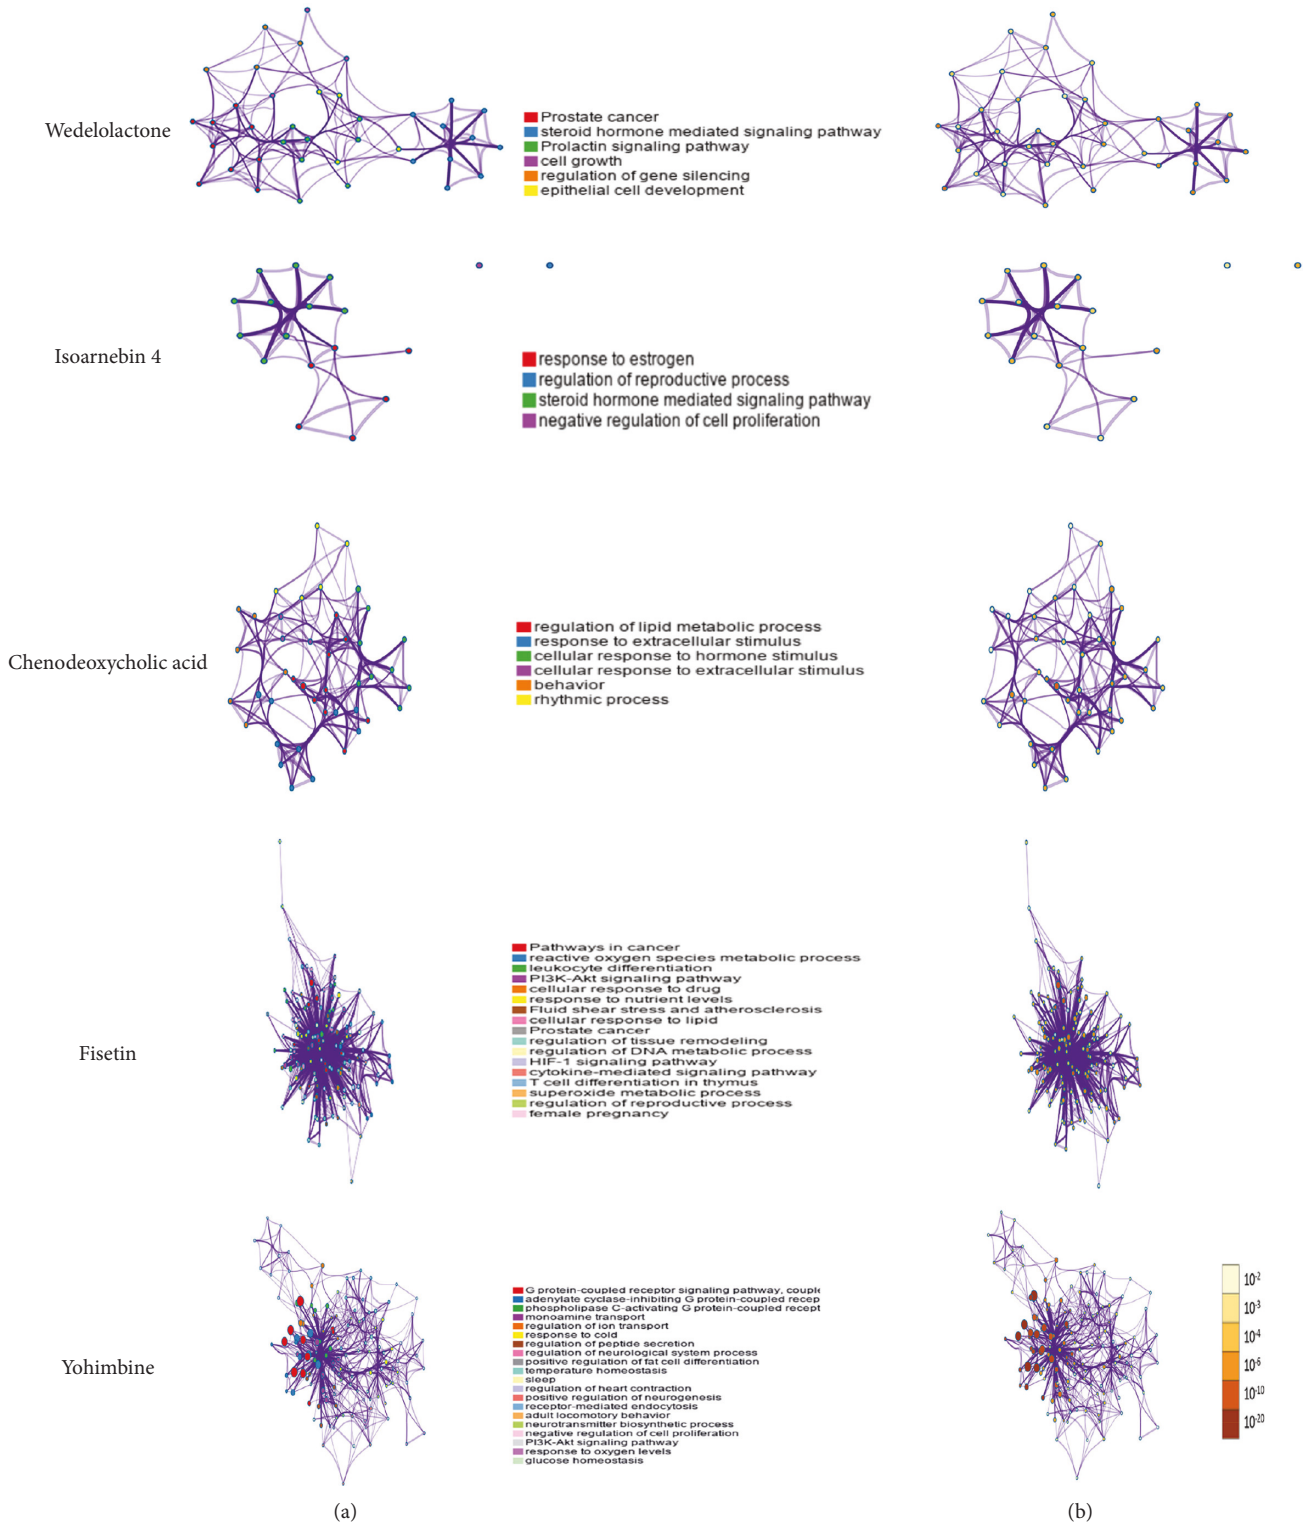 Wedelolactone
Prostate cancer
steroid hormone mediated signaling pathway
Prolactin signaling pathway
cell growth
regulation of gene silencing
epithelial cell development
Isoarnebin 4
response to estrogen
regulation of reproductive process
steroid hormone mediated signaling pathway
negative regulation of cell proliferation
Chenodeoxycholic acid
regulation of lipid metabolic process
response to extracellular stimulus
cellular response to hormone stimulus
cellular response to extracellular stimulus
behavior
rhythmic process
Fisetin
Pathways in cancer
reactive oxygen species metabolic process
leukocyte differentiation
PI3K-Akt signaling pathway
cellular response to drug
response to nutrient levels
Fluid shear stress and atherosclerosis
cellular response to lipid
Prostate cancer
regulation of tissue remodeling
regulation of DNA metabolic process
HIF-1 signaling pathway
cytokine-mediated signaling pathway
T cell differentiation in thymus
superoxide metabolic process
regulation of reproductive process
female pregnancy
Yohimbine
G protein-coupled receptor signaling pathway, couple
adenylate cyclase-inhibiting G protein-coupled recep
phospholipase C-activating G protein-coupled recept
monoamine transport
regulation of ion transport
response to cold
regulation of peptide secretion
regulation of neurological system process
positive regulation of fat cell differentiation
temperature homeostasis
sleep
regulation of heart contraction
positive regulation of neurogenesis
receptor-mediated endocytosis
adult locomotory behavior
neurotransmitter biosynthetic process
negative regulation of cell proliferation
PI3K-Akt signaling pathway
response to oxygen levels
glucose homeostasis
10⁻²
10⁻³
10⁻⁴
10⁻⁶
10⁻¹⁰
10⁻²⁰
(a)
(b)